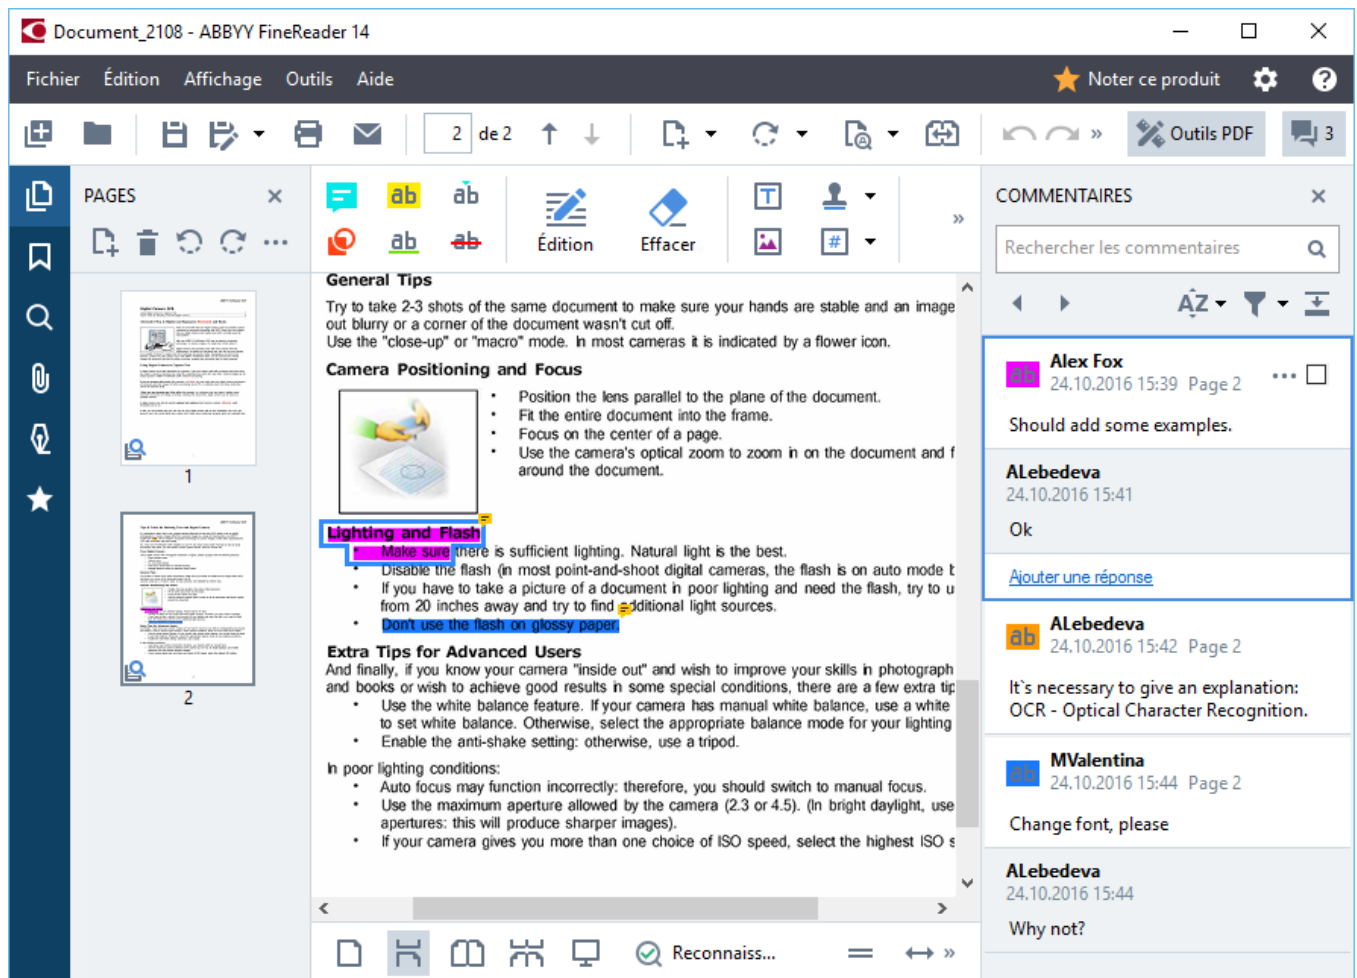 Document_2108 - ABBYY FineReader 14
Fichier Édition Affichage Outils Aide
Noter ce produit
2 de 2
Outils PDF
3
PAGES
1
2
ab ab
ab ab
Édition
Effacer
T
#
General Tips
Try to take 2-3 shots of the same document to make sure your hands are stable and an image
out blurry or a corner of the document wasn't cut off.
Use the "close-up" or "macro" mode. In most cameras it is indicated by a flower icon.
Camera Positioning and Focus
• Position the lens parallel to the plane of the document.
• Fit the entire document into the frame.
• Focus on the center of a page.
• Use the camera's optical zoom to zoom in on the document and f
around the document.
Lighting and Flash
• Make sure there is sufficient lighting. Natural light is the best.
• Disable the flash (in most point-and-shoot digital cameras, the flash is on auto mode b
• If you have to take a picture of a document in poor lighting and need the flash, try to u
from 20 inches away and try to find additional light sources.
• Don't use the flash on glossy paper.
Extra Tips for Advanced Users
And finally, if you know your camera "inside out" and wish to improve your skills in photograph
and books or wish to achieve good results in some special conditions, there are a few extra tip
• Use the white balance feature. If your camera has manual white balance, use a white
to set white balance. Otherwise, select the appropriate balance mode for your lighting
• Enable the anti-shake setting: otherwise, use a tripod.
In poor lighting conditions:
• Auto focus may function incorrectly: therefore, you should switch to manual focus.
• Use the maximum aperture allowed by the camera (2.3 or 4.5). (In bright daylight, use
apertures: this will produce sharper images).
• If your camera gives you more than one choice of ISO speed, select the highest ISO s
Reconnaiss...
COMMENTAIRES
Rechercher les commentaires
AZ
ab Alex Fox
24.10.2016 15:39 Page 2
Should add some examples.
ALebedeva
24.10.2016 15:41
Ok
Ajouter une réponse
ab ALebedeva
24.10.2016 15:42 Page 2
It`s necessary to give an explanation:
OCR - Optical Character Recognition.
ab MValentina
24.10.2016 15:44 Page 2
Change font, please
ALebedeva
24.10.2016 15:44
Why not?